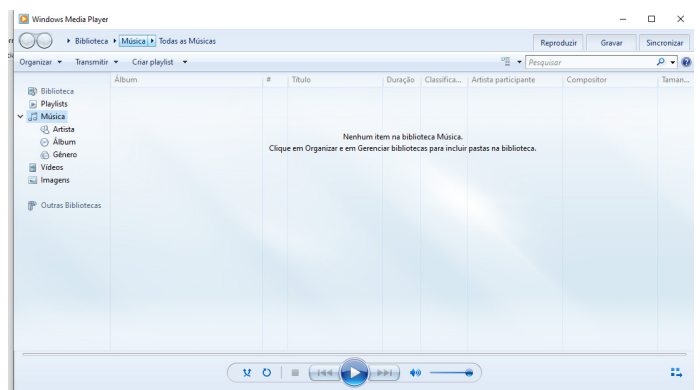 Windows Media Player
Biblioteca Música Todas as Músicas
Reproduzir Gravar Sincronizar
Organizar Transmitir Criar playlist Pesquisar
Álbum # Título Duração Classifica... Artista participante Compositor Taman...
Biblioteca
Playlists
Música
Artista
Álbum
Gênero
Vídeos
Imagens
Outras Bibliotecas
Nenhum item na biblioteca Música.
Clique em Organizar e em Gerenciar bibliotecas para incluir pastas na biblioteca.